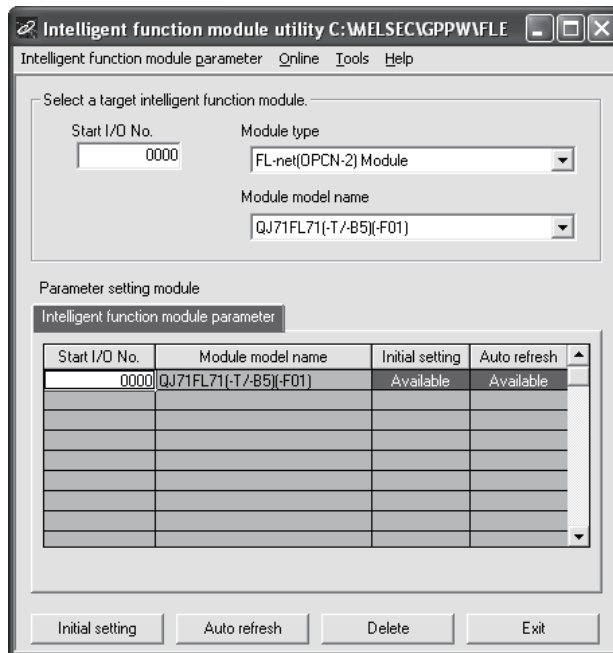 Intelligent function module utility C:\MELSEC\GPPW\FLE
Intelligent function module parameter Online Tools Help
Select a target intelligent function module.
Start I/O No. Module type
0000 FL-net(OPCN-2) Module
Module model name
QJ71FL71(-T/-B5)(-F01)
Parameter setting module
Intelligent function module parameter
Start I/O No. Module model name Initial setting Auto refresh
0000 QJ71FL71(-T/-B5)(-F01) Available Available
Initial setting Auto refresh Delete Exit